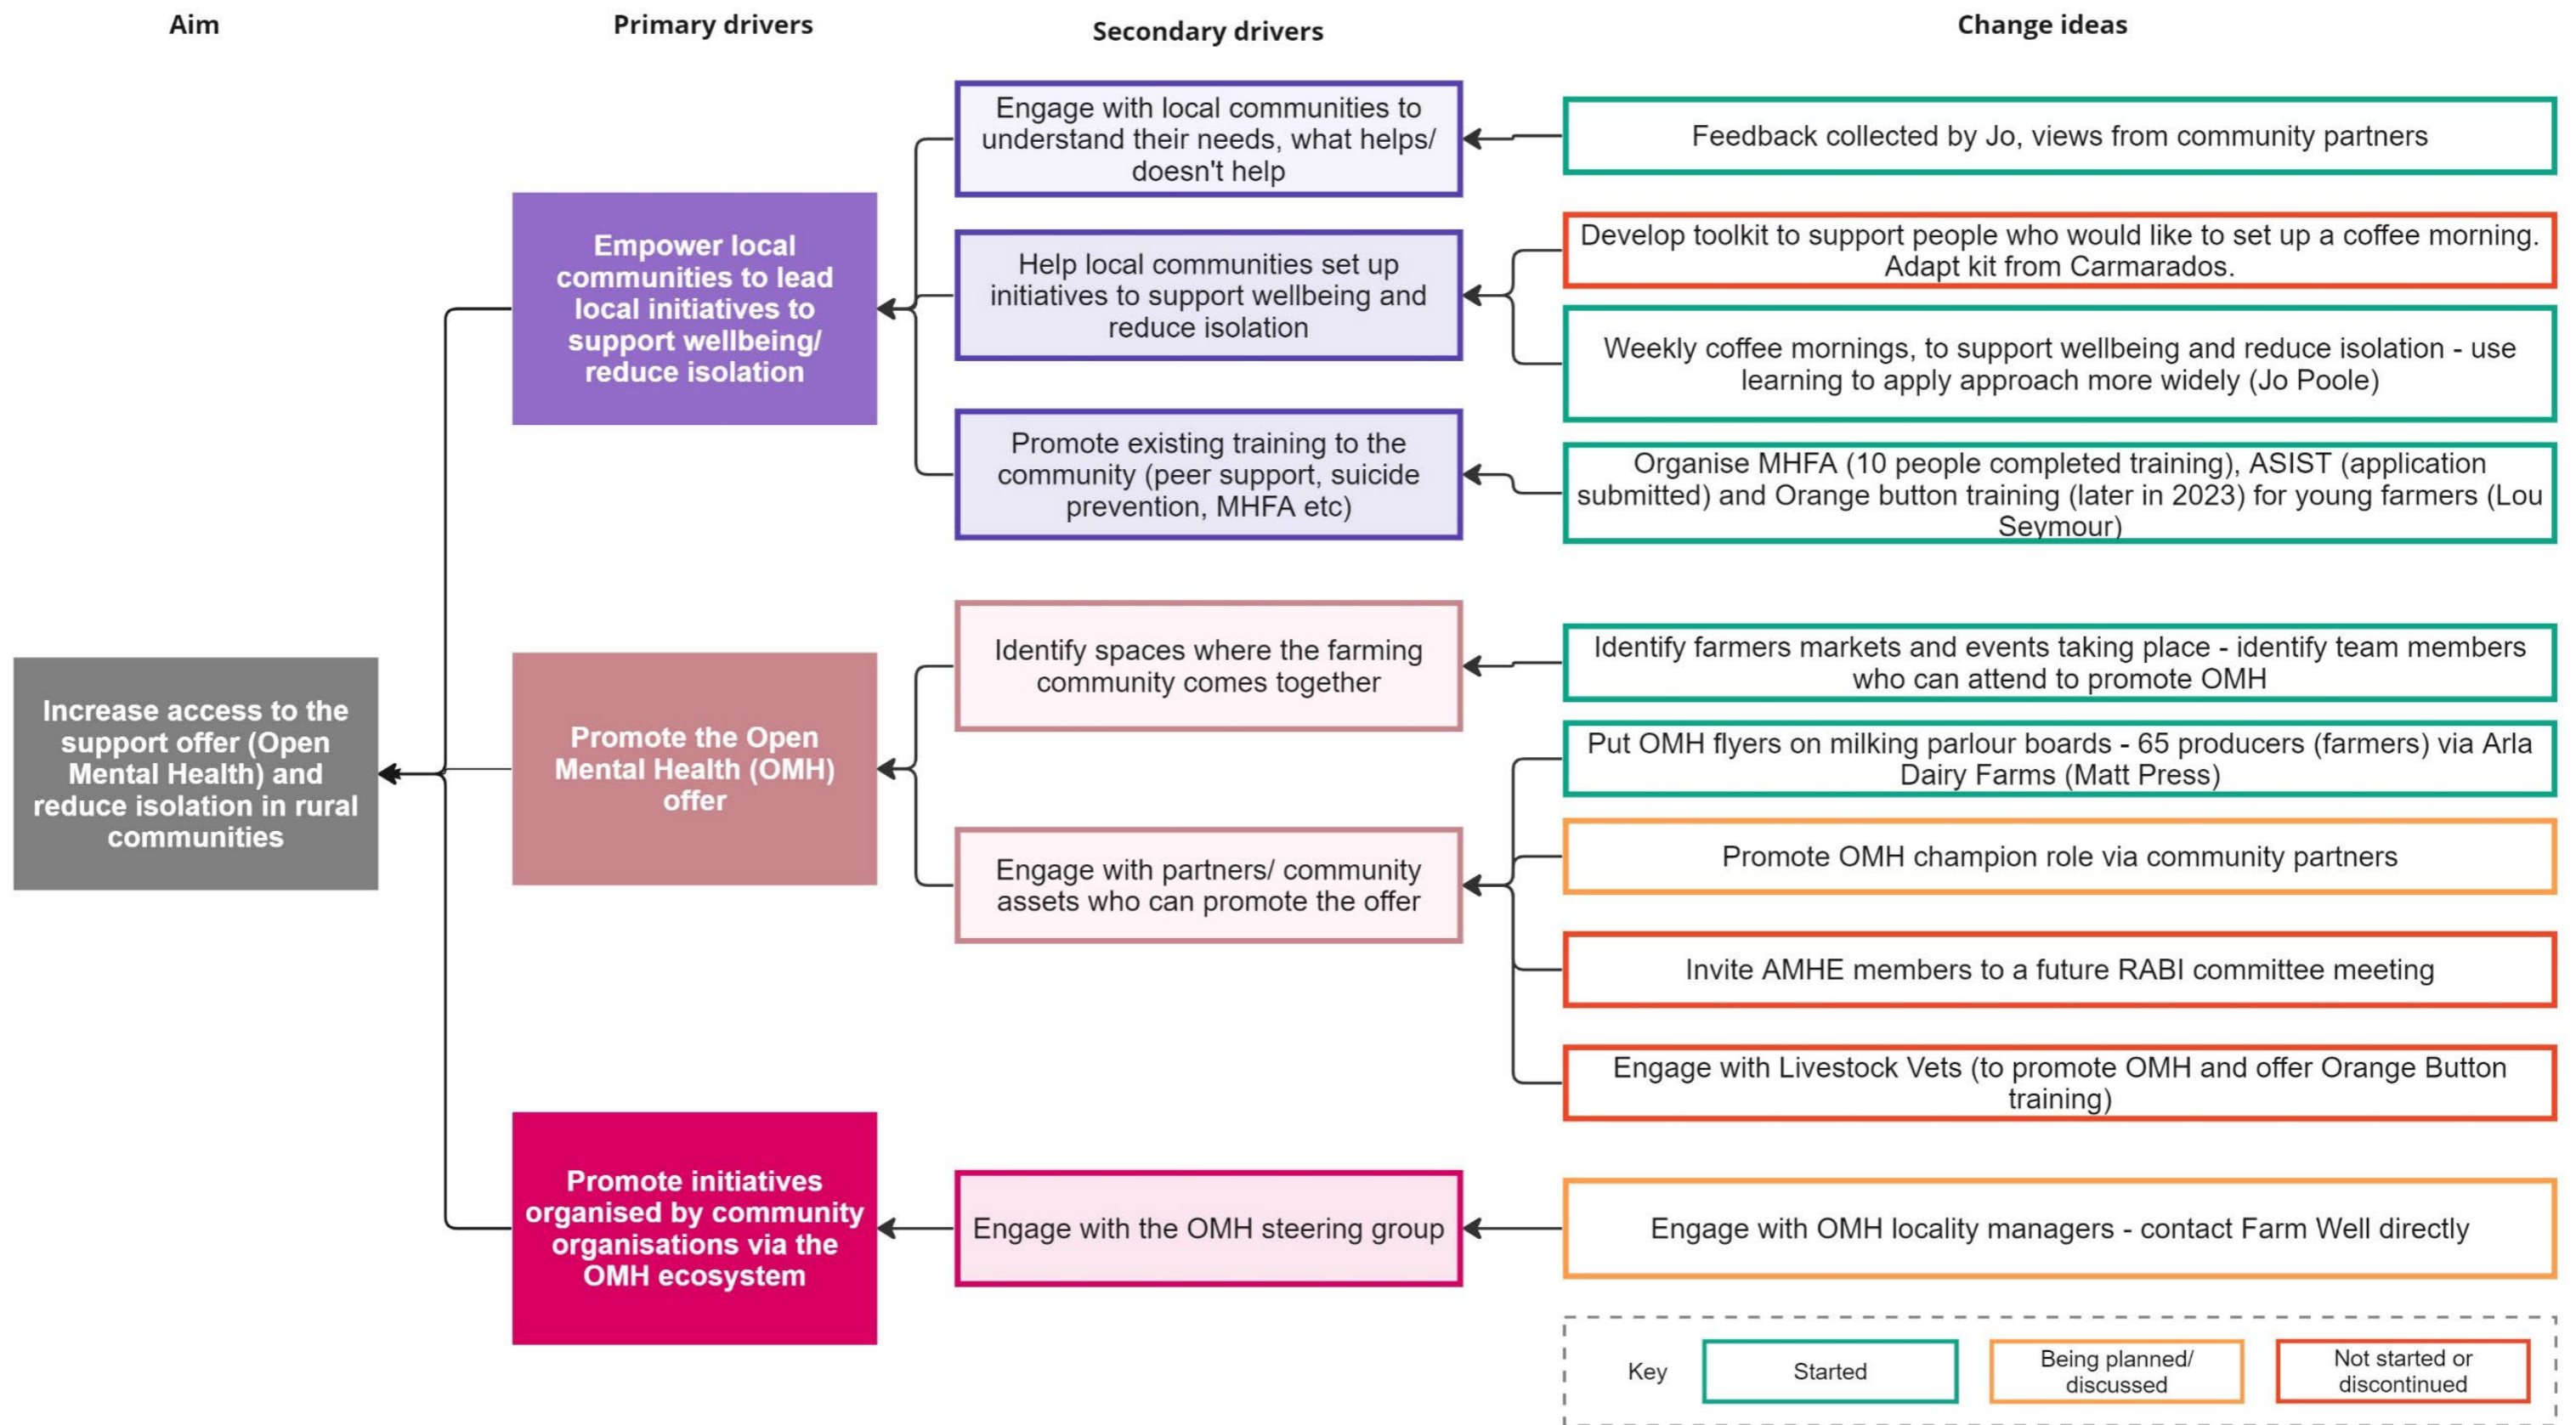 Aim
Primary drivers
Secondary drivers
Change ideas
Increase access to the
support offer (Open
Mental Health) and
reduce isolation in rural
communities
Empower local
communities to lead
local initiatives to
support wellbeing/
reduce isolation
Engage with local communities to
understand their needs, what helps/
doesn't help
Feedback collected by Jo, views from community partners
Help local communities set up
initiatives to support wellbeing and
reduce isolation
Develop toolkit to support people who would like to set up a coffee morning.
Adapt kit from Carmarados.
Weekly coffee mornings, to support wellbeing and reduce isolation - use
learning to apply approach more widely (Jo Poole)
Promote existing training to the
community (peer support, suicide
prevention, MHFA etc)
Organise MHFA (10 people completed training), ASIST (application
submitted) and Orange button training (later in 2023) for young farmers (Lou
Seymour)
Promote the Open
Mental Health (OMH)
offer
Identify spaces where the farming
community comes together
Identify farmers markets and events taking place - identify team members
who can attend to promote OMH
Engage with partners/ community
assets who can promote the offer
Put OMH flyers on milking parlour boards - 65 producers (farmers) via Arla
Dairy Farms (Matt Press)
Promote OMH champion role via community partners
Invite AMHE members to a future RABI committee meeting
Engage with Livestock Vets (to promote OMH and offer Orange Button
training)
Promote initiatives
organised by community
organisations via the
OMH ecosystem
Engage with the OMH steering group
Engage with OMH locality managers - contact Farm Well directly
Key
Started
Being planned/
discussed
Not started or
discontinued